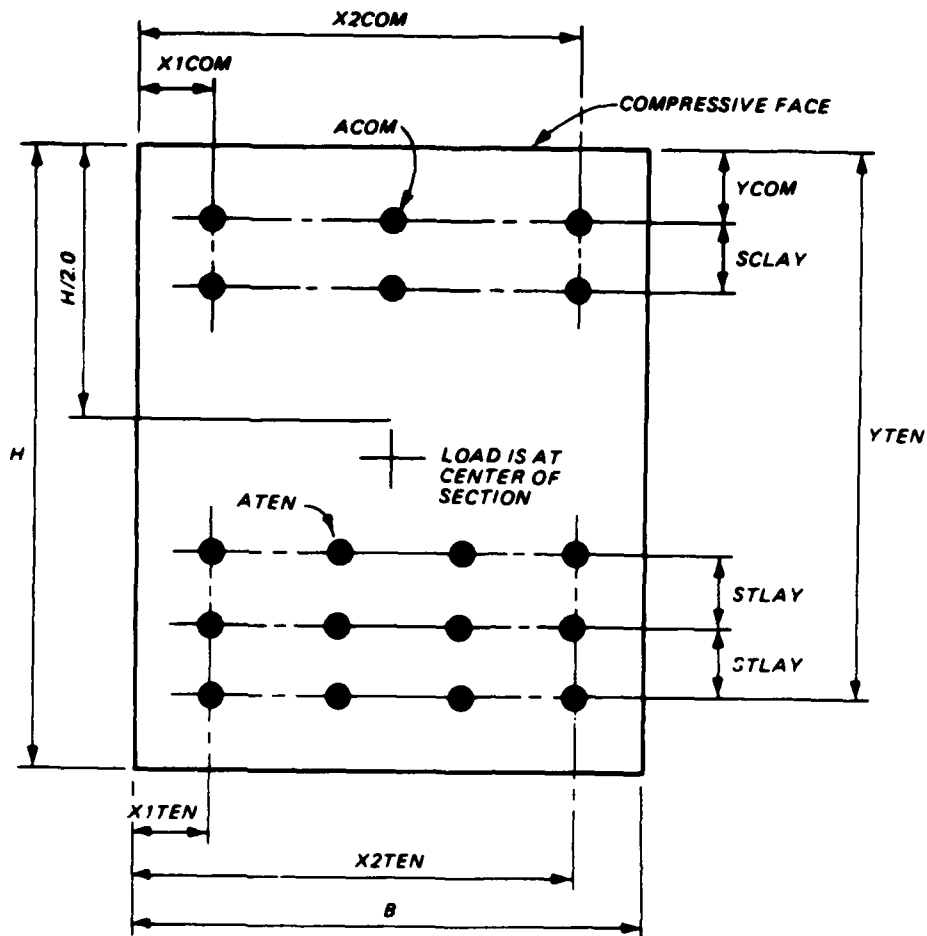 X2COM
X1COM
COMPRESSIVE FACE
ACOM
YCOM
SCLAY
H/2.0
H
YTEN
LOAD IS AT
CENTER OF
SECTION
ATEN
STLAY
STLAY
X1TEN
X2TEN
B